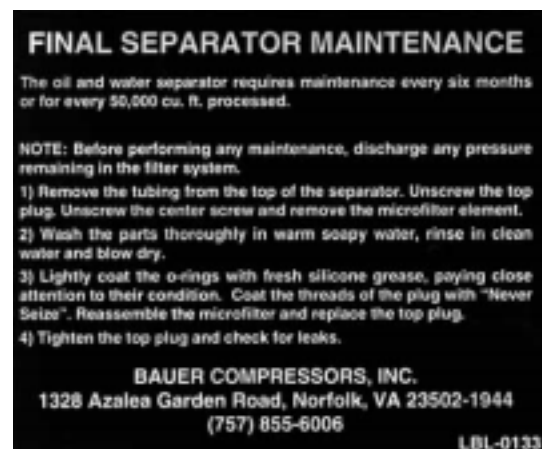 FINAL SEPARATOR MAINTENANCE
The oil and water separator requires maintenance every six months
or for every 50,000 cu. ft. processed.
NOTE: Before performing any maintenance, discharge any pressure
remaining in the filter system.
1) Remove the tubing from the top of the separator. Unscrew the top
plug. Unscrew the center screw and remove the microfilter element.
2) Wash the parts thoroughly in warm soapy water, rinse in clean
water and blow dry.
3) Lightly coat the o-rings with fresh silicone grease, paying close
attention to their condition. Coat the threads of the plug with "Never
Seize". Reassemble the microfilter and replace the top plug.
4) Tighten the top plug and check for leaks.
BAUER COMPRESSORS, INC.
1328 Azalea Garden Road, Norfolk, VA 23502-1944
(757) 855-6006
LBL-0133